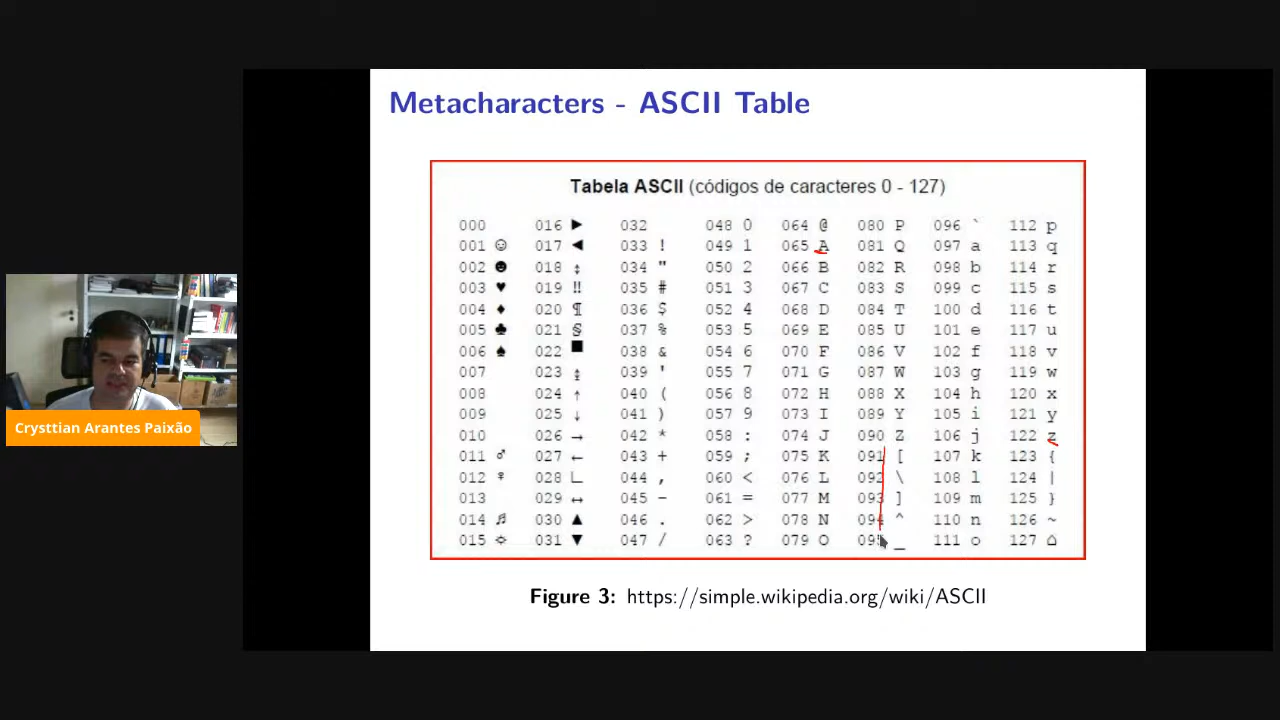 Metacharacters - ASCII Table
Tabela ASCII (códigos de caracteres 0 - 127)
000 016 ► 032 048 0 064 @ 080 P 096 ` 112 p
001 ☺ 017 ◄ 033 ! 049 1 065 A 081 Q 097 a 113 q
002 ☻ 018 ↕ 034 " 050 2 066 B 082 R 098 b 114 r
003 ♥ 019 ‼ 035 # 051 3 067 C 083 S 099 c 115 s
004 ♦ 020 ¶ 036 $ 052 4 068 D 084 T 100 d 116 t
005 ♣ 021 § 037 % 053 5 069 E 085 U 101 e 117 u
006 ♠ 022 ■ 038 & 054 6 070 F 086 V 102 f 118 v
007 023 ↨ 039 ' 055 7 071 G 087 W 103 g 119 w
008 024 ↑ 040 ( 056 8 072 H 088 X 104 h 120 x
009 025 ↓ 041 ) 057 9 073 I 089 Y 105 i 121 y
010 026 → 042 * 058 : 074 J 090 Z 106 j 122 z
011 ♂ 027 ← 043 + 059 ; 075 K 091 [ 107 k 123 {
012 ♀ 028 ∟ 044 , 060 < 076 L 092 \ 108 l 124 |
013 029 ↔ 045 - 061 = 077 M 093 ] 109 m 125 }
014 ♬ 030 ▲ 046 . 062 > 078 N 094 ^ 110 n 126 ~
015 ☼ 031 ▼ 047 / 063 ? 079 O 095 _ 111 o 127 ⌂
Figure 3: https://simple.wikipedia.org/wiki/ASCII
Crysttian Arantes Paixão